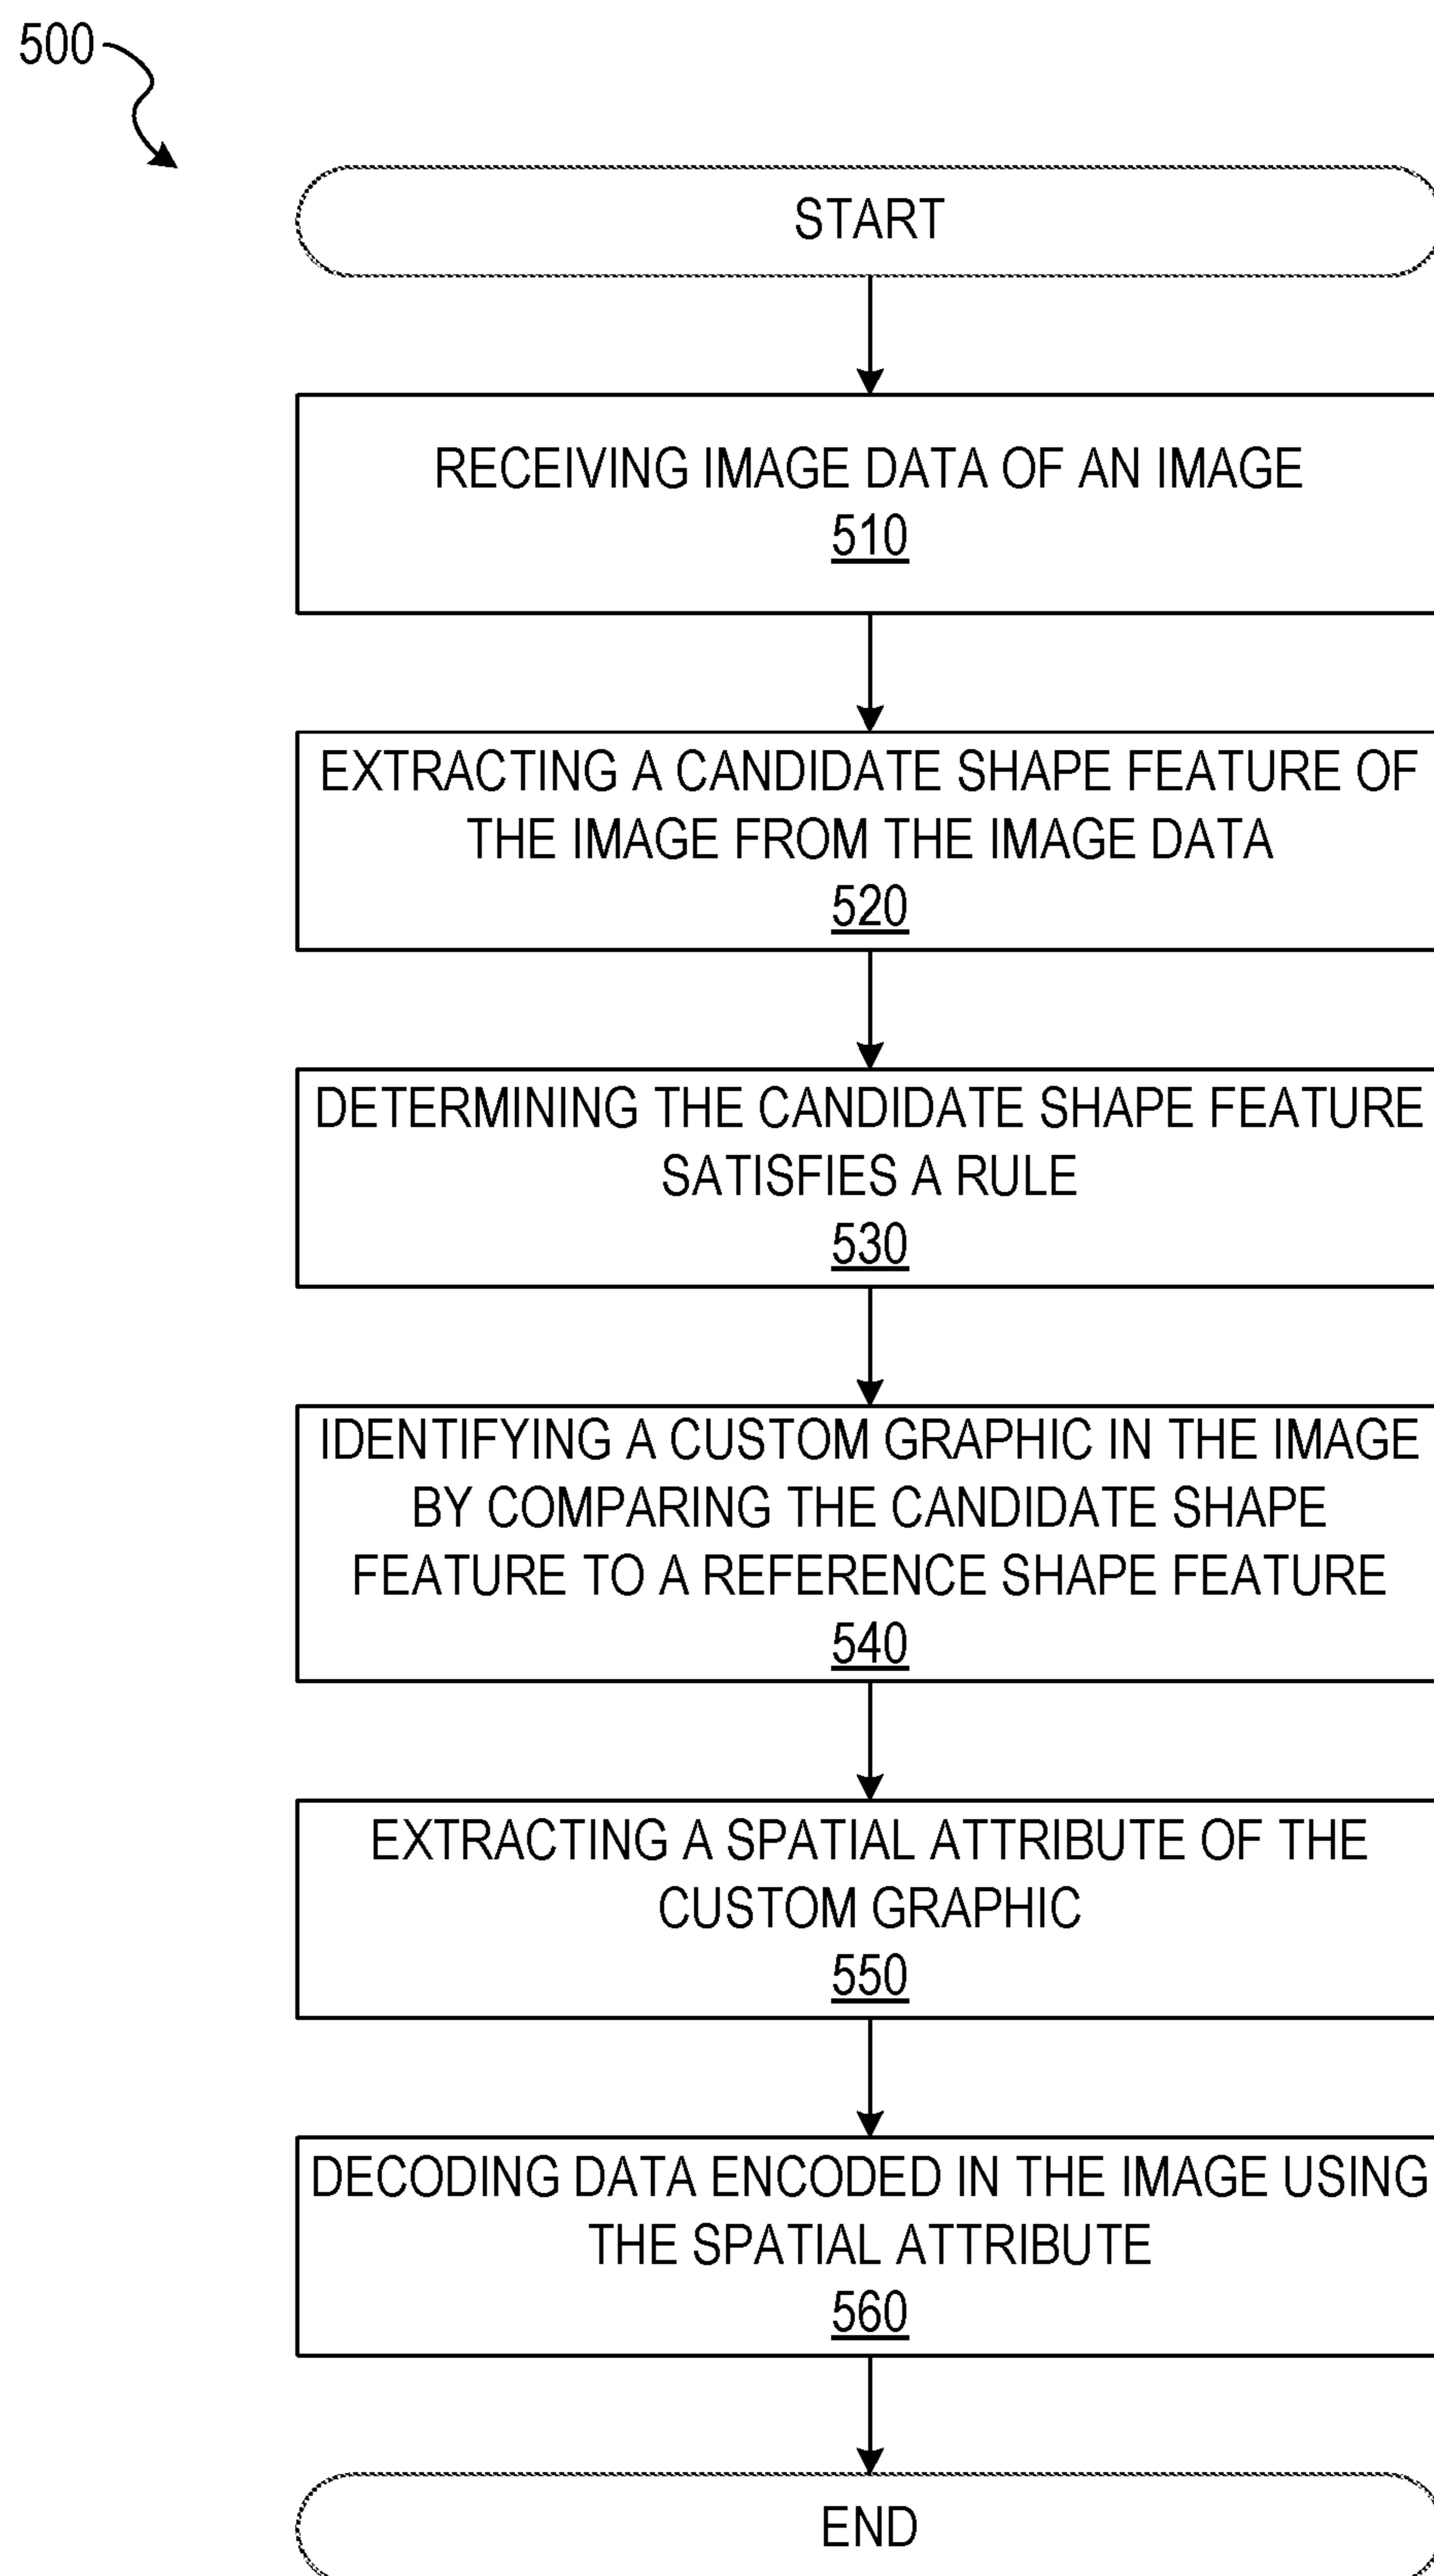 500
START
RECEIVING IMAGE DATA OF AN IMAGE
510
EXTRACTING A CANDIDATE SHAPE FEATURE OF
THE IMAGE FROM THE IMAGE DATA
520
DETERMINING THE CANDIDATE SHAPE FEATURE
SATISFIES A RULE
530
IDENTIFYING A CUSTOM GRAPHIC IN THE IMAGE
BY COMPARING THE CANDIDATE SHAPE
FEATURE TO A REFERENCE SHAPE FEATURE
540
EXTRACTING A SPATIAL ATTRIBUTE OF THE
CUSTOM GRAPHIC
550
DECODING DATA ENCODED IN THE IMAGE USING
THE SPATIAL ATTRIBUTE
560
END